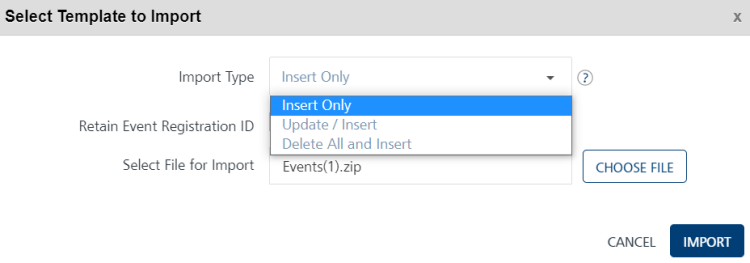 Select Template to Import x
Import Type Insert Only ?
Insert Only
Retain Event Registration ID Update / Insert
Delete All and Insert
Select File for Import Events(1).zip CHOOSE FILE
CANCEL IMPORT